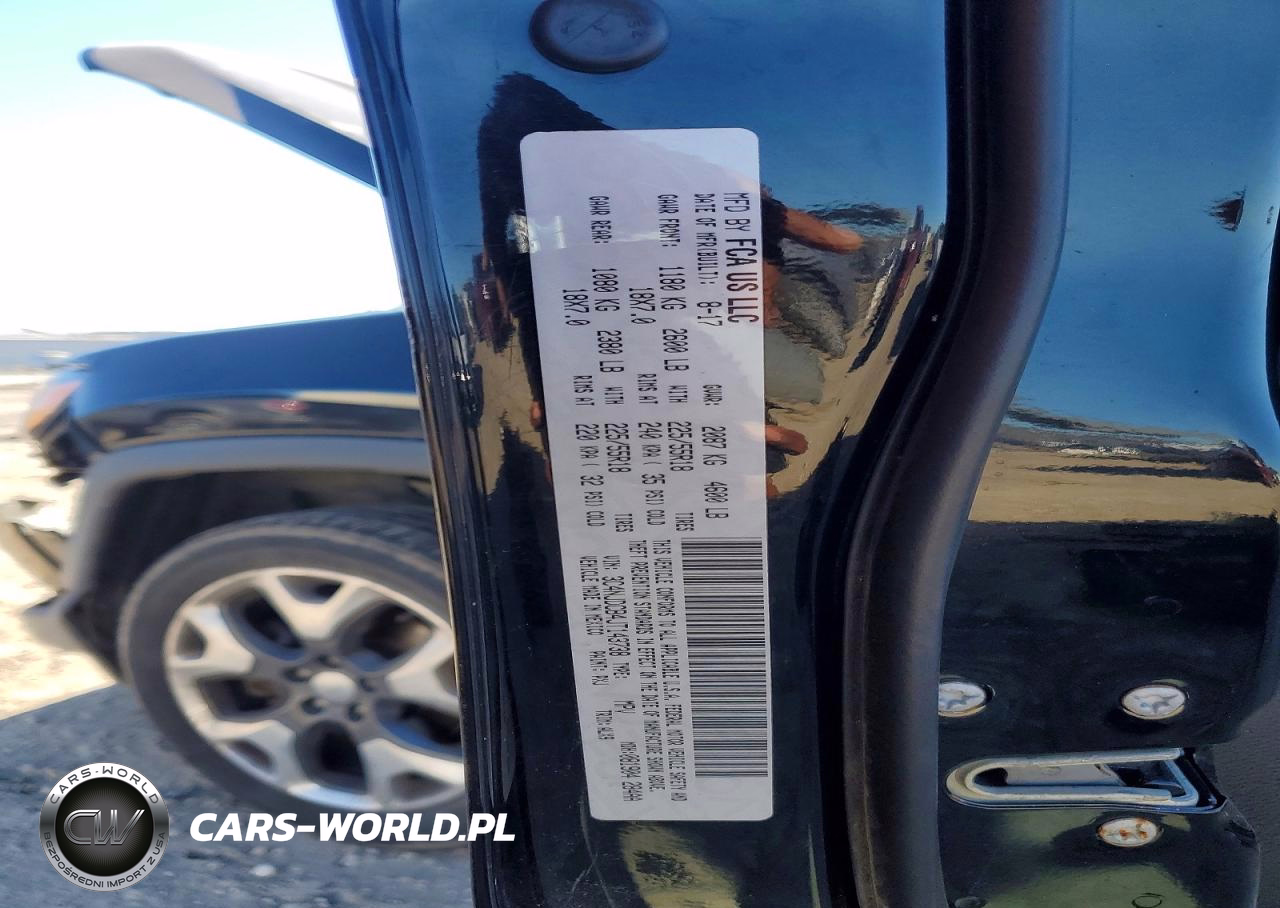 MFD BY FCA US LLC
DATE OF MFR(BUILT): 8-17 GVWR: 2087 KG 4600 LB
GAWR FRONT: 1180 KG 2600 LB WITH 225/55R18 TIRES
18X7.0 RIMS AT 240 KPA( 35 PSI) COLD
GAWR REAR: 1080 KG 2380 LB WITH 225/55R18 TIRES
18X7.0 RIMS AT 220 KPA( 32 PSI) COLD
THIS VEHICLE CONFORMS TO ALL APPLICABLE U.S.A. FEDERAL MOTOR VEHICLE SAFETY AND
THEFT PREVENTION STANDARDS IN EFFECT ON THE DATE OF MANUFACTURE SHOWN ABOVE.
VIN: TYPE: MPV
VEHICLE MADE IN MEXICO PAINT:
CARS-WORLD
CW
BEZPOŚREDNI IMPORT Z USA
CARS-WORLD.PL